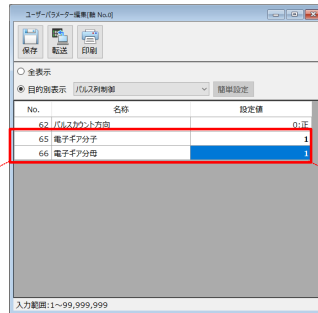 ユーザーパラメーター編集[軸 No.0]
保存 転送 印刷
全表示
目的別表示 パルス列制御 簡単設定
No. 名称 設定値
62 パルスカウント方向 0:正
65 電子ギア分子 1
66 電子ギア分母 1
入力範囲:1~99,999,999